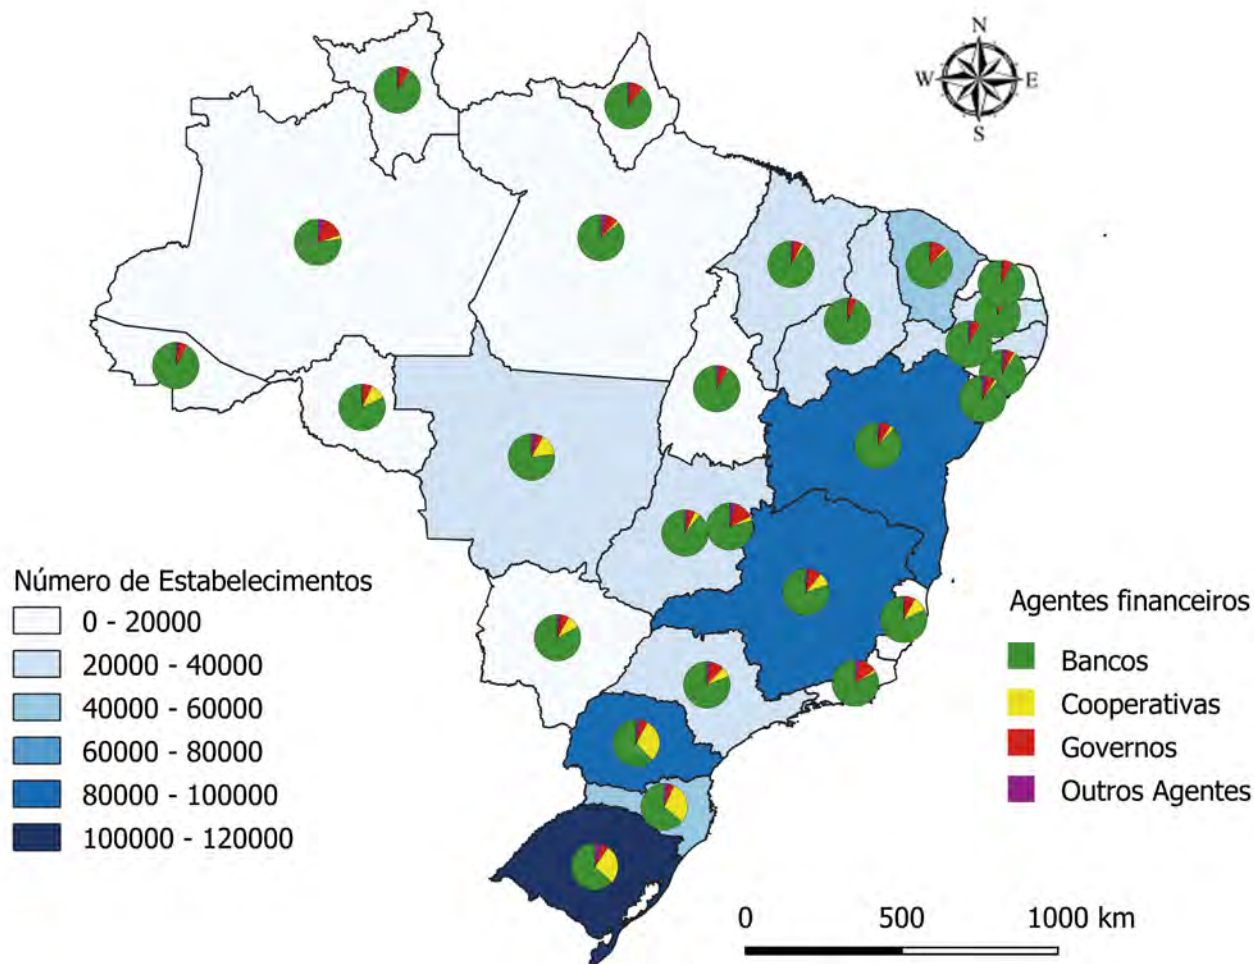 N
W E
S
Número de Estabelecimentos
0 - 20000
20000 - 40000
40000 - 60000
60000 - 80000
80000 - 100000
100000 - 120000
Agentes financeiros
Bancos
Cooperativas
Governos
Outros Agentes
0 500 1000 km